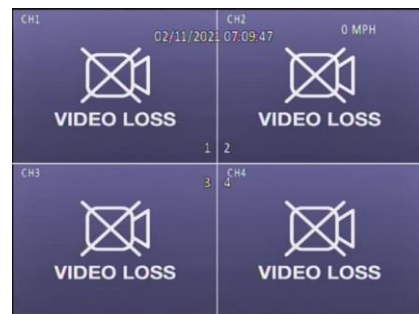 CH1
CH2
02/11/2021 07:09:47
0 MPH
VIDEO LOSS
VIDEO LOSS
1
2
CH3
3
4
CH4
VIDEO LOSS
VIDEO LOSS